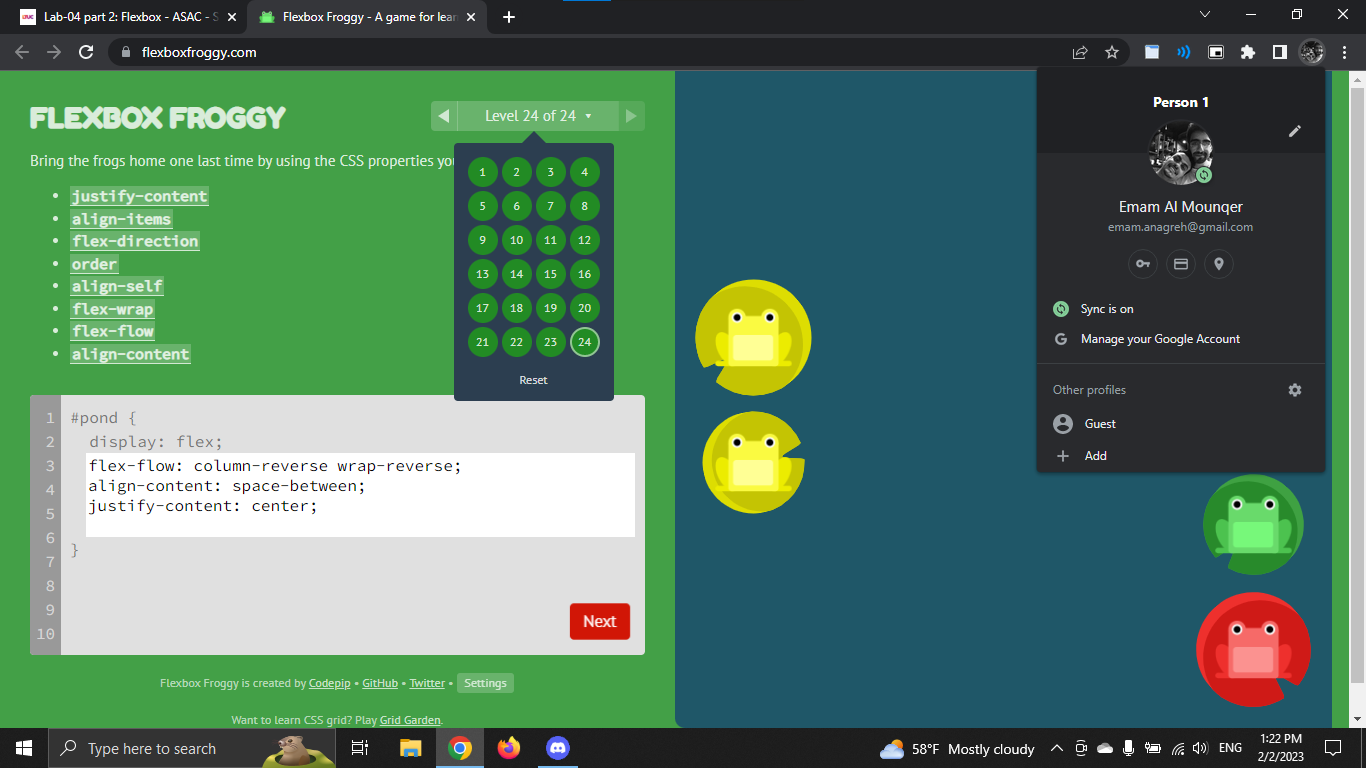 Lab-04 part 2: Flexbox - ASAC - S
Flexbox Froggy - A game for lear
flexboxfroggy.com
FLEXBOX FROGGY
Level 24 of 24
Bring the frogs home one last time by using the CSS properties yo
justify-content
align-items
flex-direction
order
align-self
flex-wrap
flex-flow
align-content
1 2 3 4
5 6 7 8
9 10 11 12
13 14 15 16
17 18 19 20
21 22 23 24
Reset
1 #pond {
2 display: flex;
3 flex-flow: column-reverse wrap-reverse;
4 align-content: space-between;
5 justify-content: center;
6
7 }
8
9
10
Next
Flexbox Froggy is created by Codepip • GitHub • Twitter • Settings
Want to learn CSS grid? Play Grid Garden.
Person 1
Emam Al Mounqer
emam.anagreh@gmail.com
Sync is on
G Manage your Google Account
Other profiles
Guest
Add
Type here to search
58°F Mostly cloudy
ENG
1:22 PM
2/2/2023